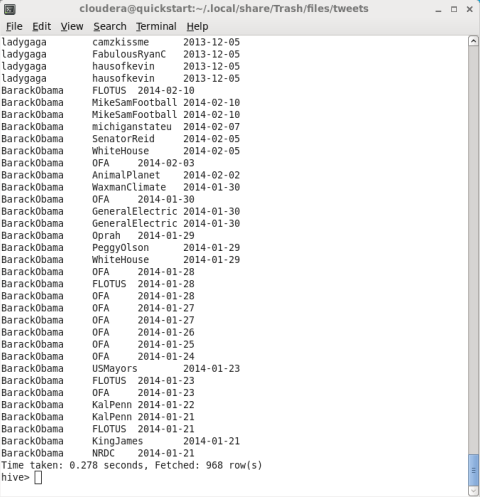 cloudera@quickstart:~/.local/share/Trash/files/tweets
File Edit View Search Terminal Help
ladygaga camzkissme 2013-12-05
ladygaga FabulousRyanC 2013-12-05
ladygaga hausofkevin 2013-12-05
ladygaga hausofkevin 2013-12-05
BarackObama FLOTUS 2014-02-10
BarackObama MikeSamFootball 2014-02-10
BarackObama MikeSamFootball 2014-02-10
BarackObama michiganstateu 2014-02-07
BarackObama SenatorReid 2014-02-05
BarackObama WhiteHouse 2014-02-05
BarackObama OFA 2014-02-03
BarackObama AnimalPlanet 2014-02-02
BarackObama WaxmanClimate 2014-01-30
BarackObama OFA 2014-01-30
BarackObama GeneralElectric 2014-01-30
BarackObama GeneralElectric 2014-01-30
BarackObama Oprah 2014-01-29
BarackObama PeggyOlson 2014-01-29
BarackObama WhiteHouse 2014-01-29
BarackObama OFA 2014-01-28
BarackObama FLOTUS 2014-01-28
BarackObama OFA 2014-01-28
BarackObama OFA 2014-01-27
BarackObama OFA 2014-01-27
BarackObama OFA 2014-01-26
BarackObama OFA 2014-01-25
BarackObama OFA 2014-01-24
BarackObama USMayors 2014-01-23
BarackObama FLOTUS 2014-01-23
BarackObama OFA 2014-01-23
BarackObama KalPenn 2014-01-22
BarackObama KalPenn 2014-01-21
BarackObama FLOTUS 2014-01-21
BarackObama KingJames 2014-01-21
BarackObama NRDC 2014-01-21
Time taken: 0.278 seconds, Fetched: 968 row(s)
hive>